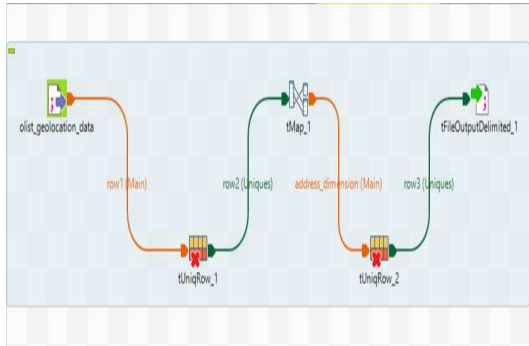 olist_geolocation_data
tMap_1
tFileOutputDelimited_1
row1 (Main)
row2 (Uniques)
address_dimension (Main)
row3 (Uniques)
tUniqRow_1
tUniqRow_2